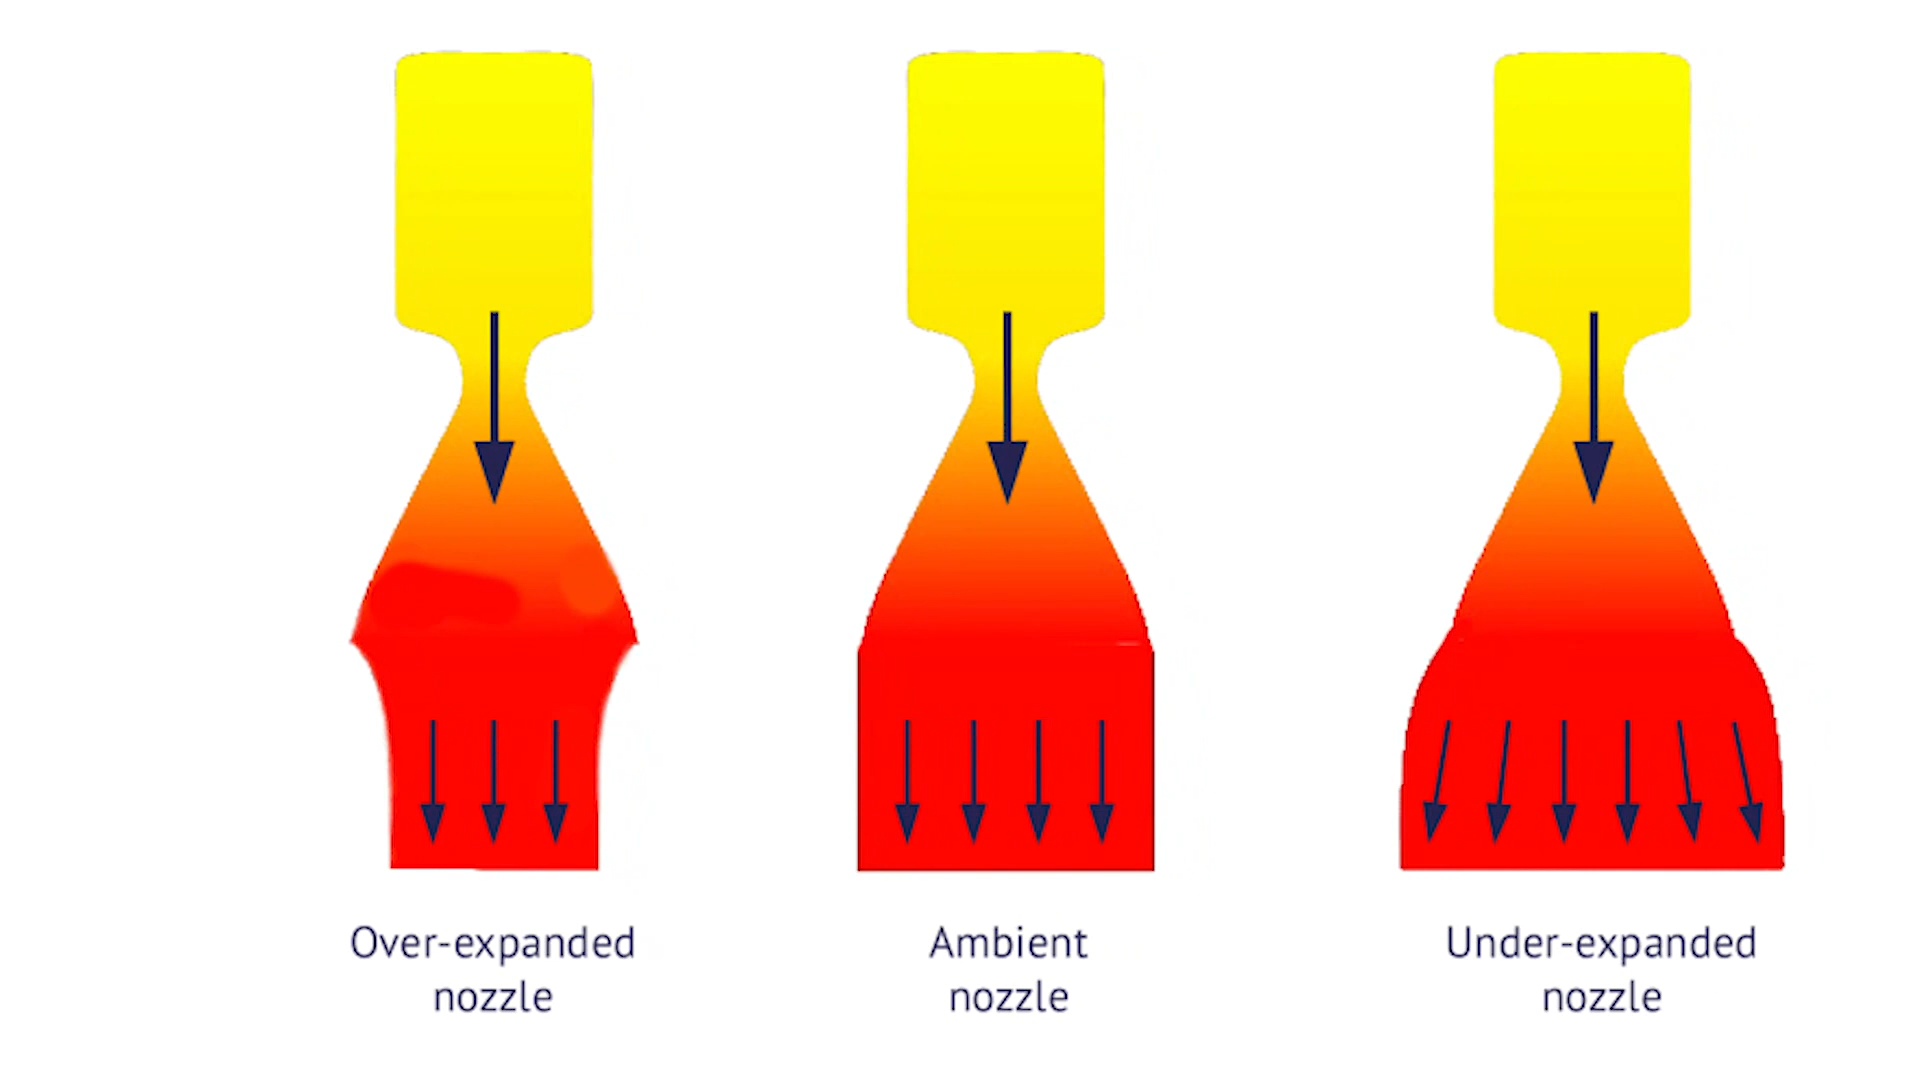 Over-expanded
nozzle
Ambient
nozzle
Under-expanded
nozzle